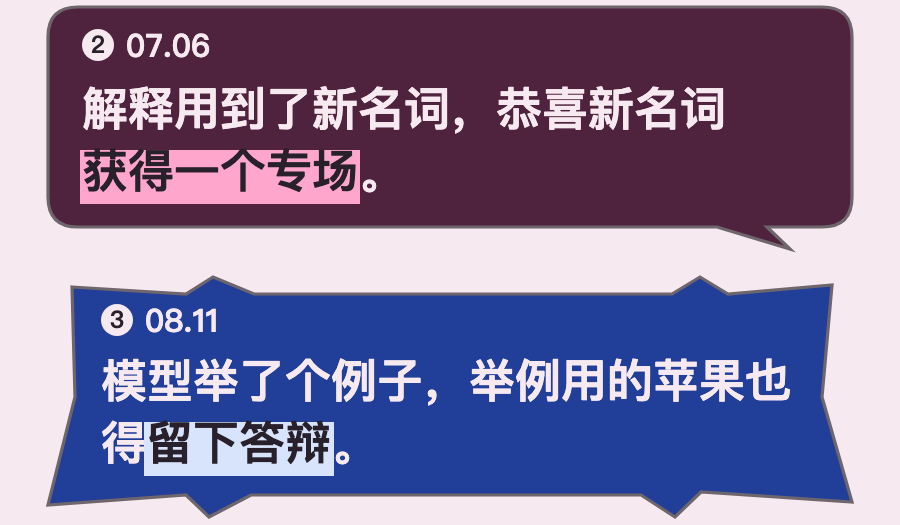 2 07.06
解释用到了新名词，恭喜新名词
获得一个专场。
3 08.11
模型举了个例子，举例用的苹果也
得留下答辩。